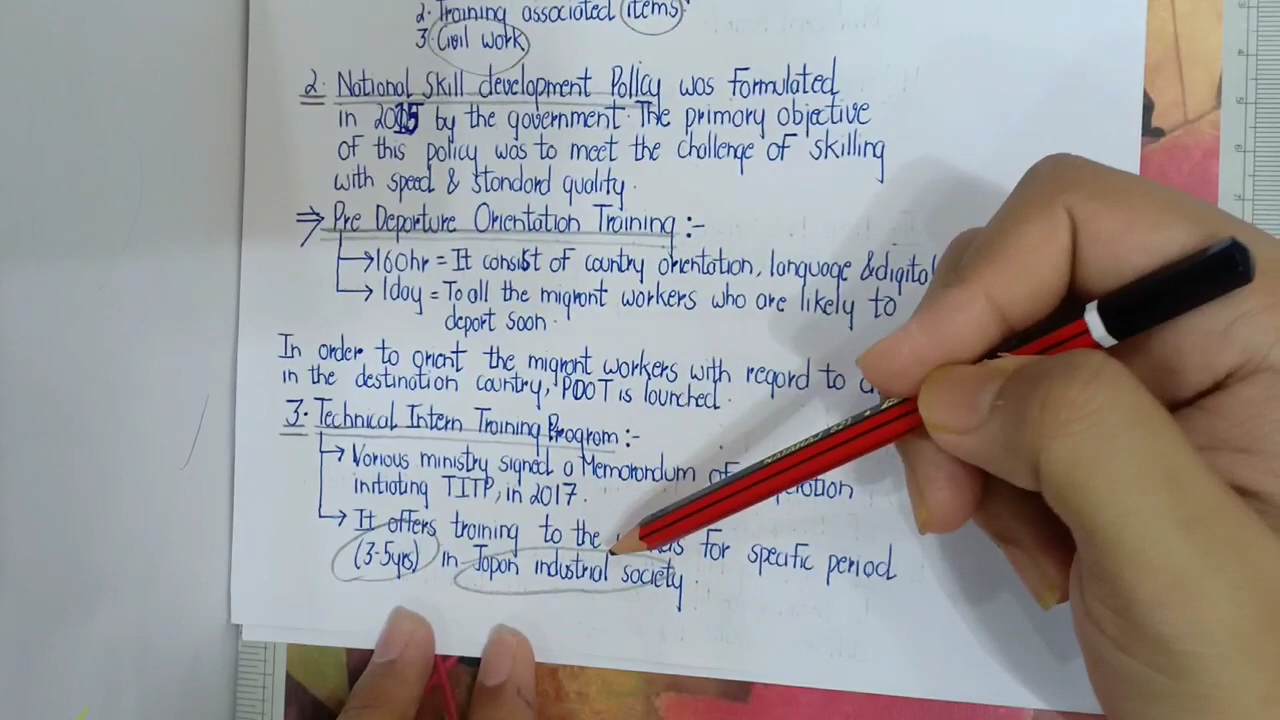 2. Training associated items.
3. Civil work
2. National Skill development Policy was formulated
in 2015 by the government. The primary objective
of this policy was to meet the challenge of skilling
with speed & standard quality.
⇒ Pre Departure Orientation Training :-
→ 160hr = It consist of country orientation, language & digital
→ 1day = To all the migrant workers who are likely to
depart soon.
In order to orient the migrant workers with regard to
in the destination country, PDOT is launched.
3. Technical Intern Training Program :-
→ Various ministry signed a Memorandum of
initiating TITP, in 2017.
→ It offers training to the for specific period
(3-5yrs) in Japan industrial society.
NATARAJ 621